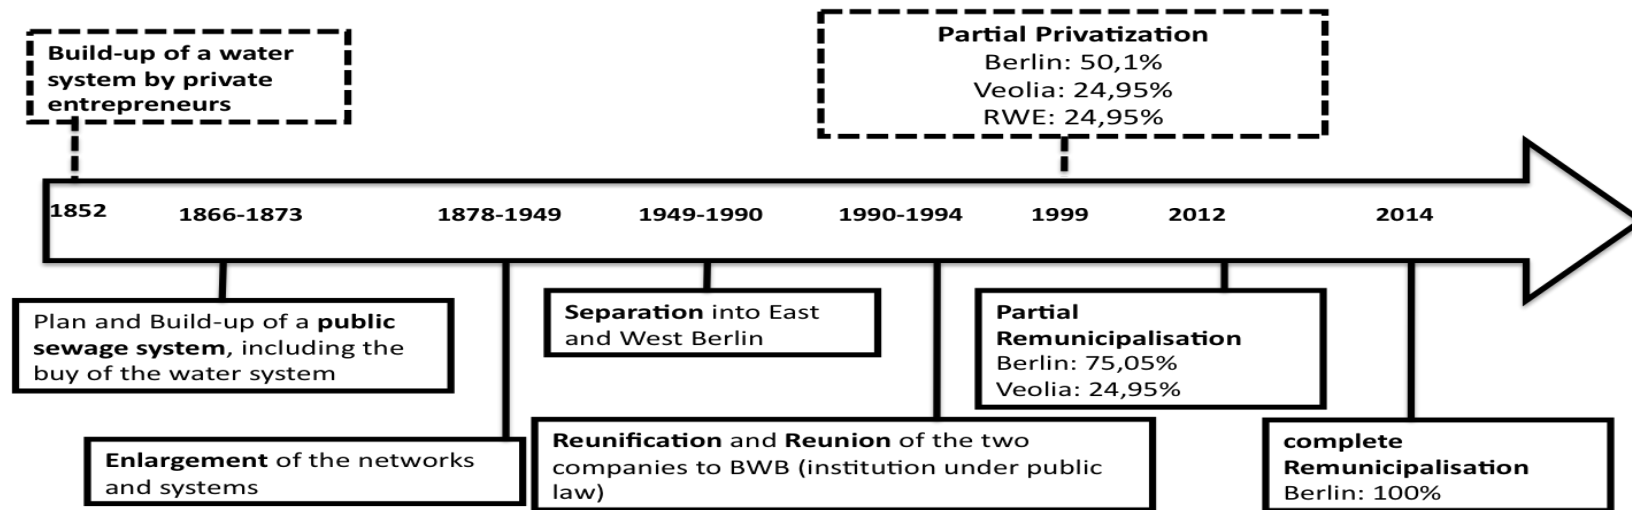 Build-up of a water
system by private
entrepreneurs
Partial Privatization
Berlin: 50,1%
Veolia: 24,95%
RWE: 24,95%
1852
1866-1873
1878-1949
1949-1990
1990-1994
1999
2012
2014
Plan and Build-up of a public
sewage system, including the
buy of the water system
Separation into East
and West Berlin
Partial
Remunicipalisation
Berlin: 75,05%
Veolia: 24,95%
Enlargement of the networks
and systems
Reunification and Reunion of the two
companies to BWB (institution under public
law)
complete
Remunicipalisation
Berlin: 100%